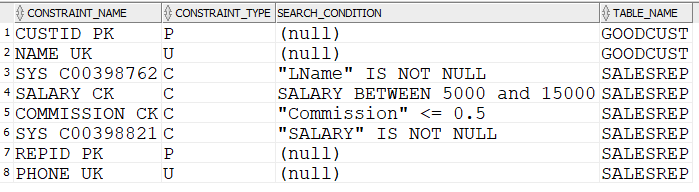 CONSTRAINT_NAME CONSTRAINT_TYPE SEARCH_CONDITION TABLE_NAME
1 CUSTID PK P (null) GOODCUST
2 NAME UK U (null) GOODCUST
3 SYS C00398762 C "LName" IS NOT NULL SALESREP
4 SALARY CK C SALARY BETWEEN 5000 and 15000 SALESREP
5 COMMISSION CK C "Commission" <= 0.5 SALESREP
6 SYS C00398821 C "SALARY" IS NOT NULL SALESREP
7 REPID PK P (null) SALESREP
8 PHONE UK U (null) SALESREP